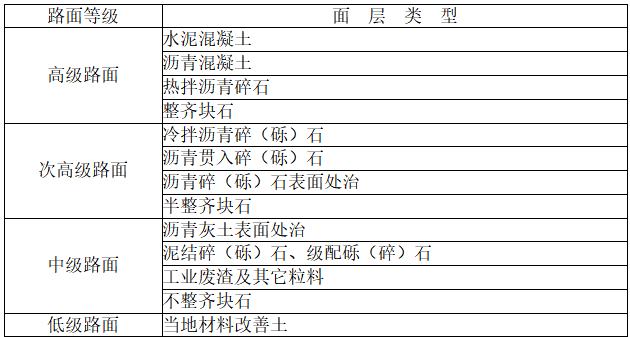 路面等级 面层类型
高级路面
水泥混凝土
沥青混凝土
热拌沥青碎石
整齐块石
次高级路面
冷拌沥青碎（砾）石
沥青贯入碎（砾）石
沥青碎（砾）石表面处治
半整齐块石
中级路面
沥青灰土表面处治
泥结碎（砾）石、级配砾（碎）石
工业废渣及其它粒料
不整齐块石
低级路面 当地材料改善土